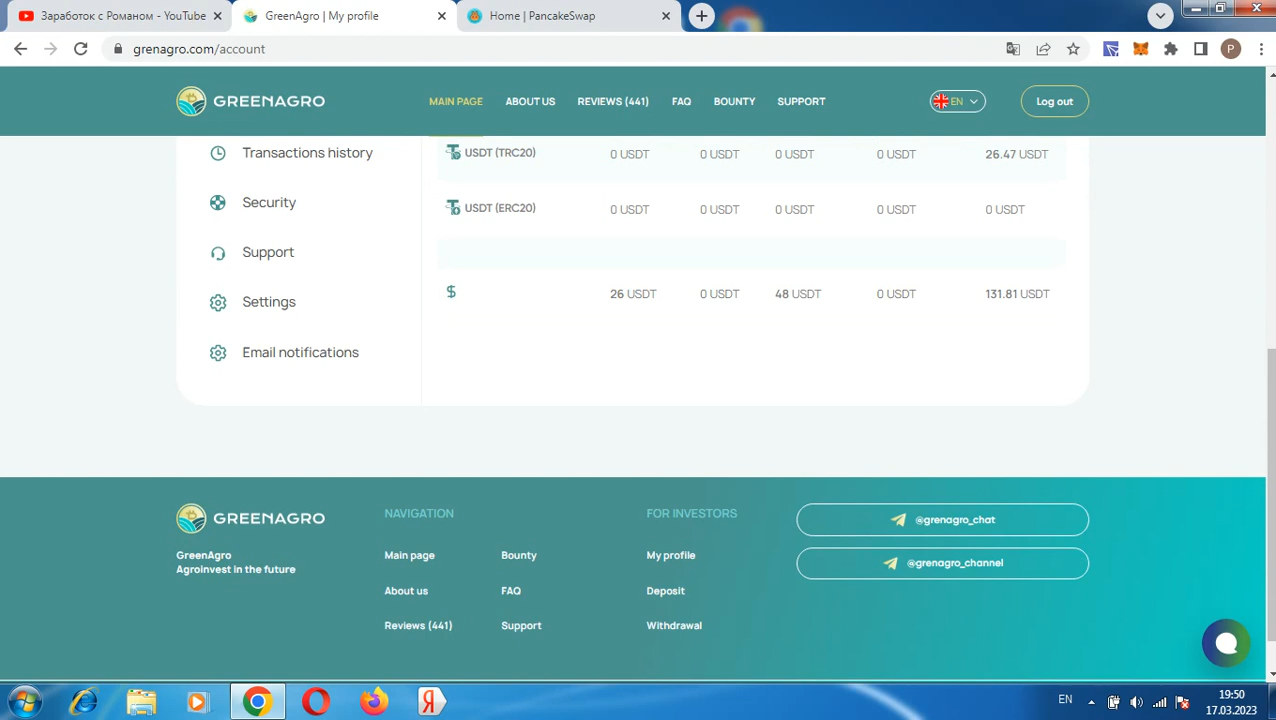 Заработок с Романом - YouTube
GreenAgro | My profile
Home | PancakeSwap
grenagro.com/account
P
GREENAGRO
MAIN PAGE
ABOUT US
REVIEWS (441)
FAQ
BOUNTY
SUPPORT
EN
Log out
Transactions history
Security
Support
Settings
Email notifications
USDT (TRC20) 0 USDT 0 USDT 0 USDT 0 USDT 26.47 USDT
USDT (ERC20) 0 USDT 0 USDT 0 USDT 0 USDT 0 USDT
$ 26 USDT 0 USDT 48 USDT 0 USDT 131.81 USDT
GREENAGRO
GreenAgro
Agroinvest in the future
NAVIGATION
Main page
Bounty
About us
FAQ
Reviews (441)
Support
FOR INVESTORS
My profile
Deposit
Withdrawal
@grenagro_chat
@grenagro_channel
EN
19:50
17.03.2023